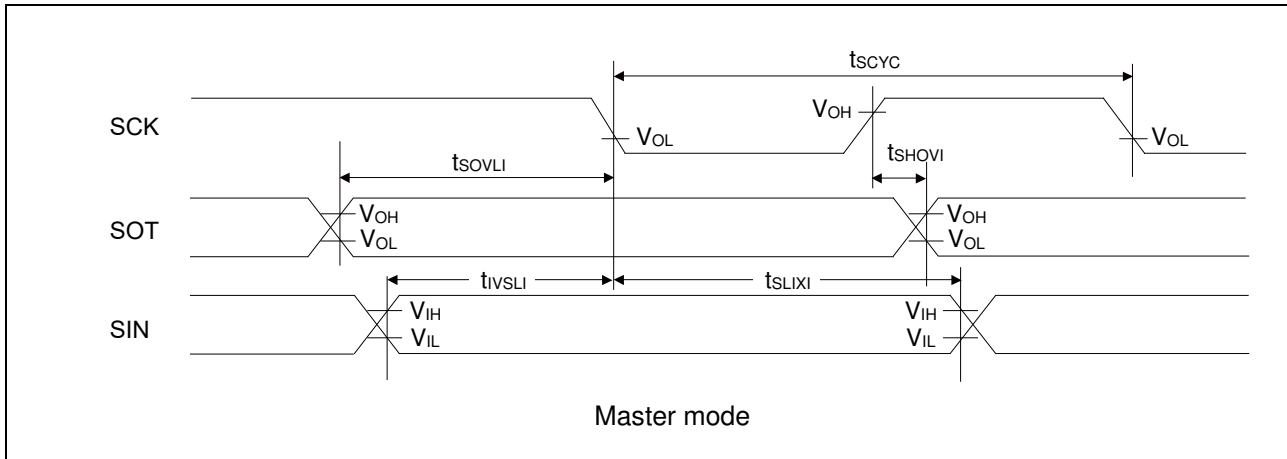 tSCYC
SCK
VOH
VOL
VOL
tSHOVI
tSOVLI
SOT
VOH
VOL
VOH
VOL
tIVSLI
tSLIXI
SIN
VIH
VIL
VIH
VIL
Master mode